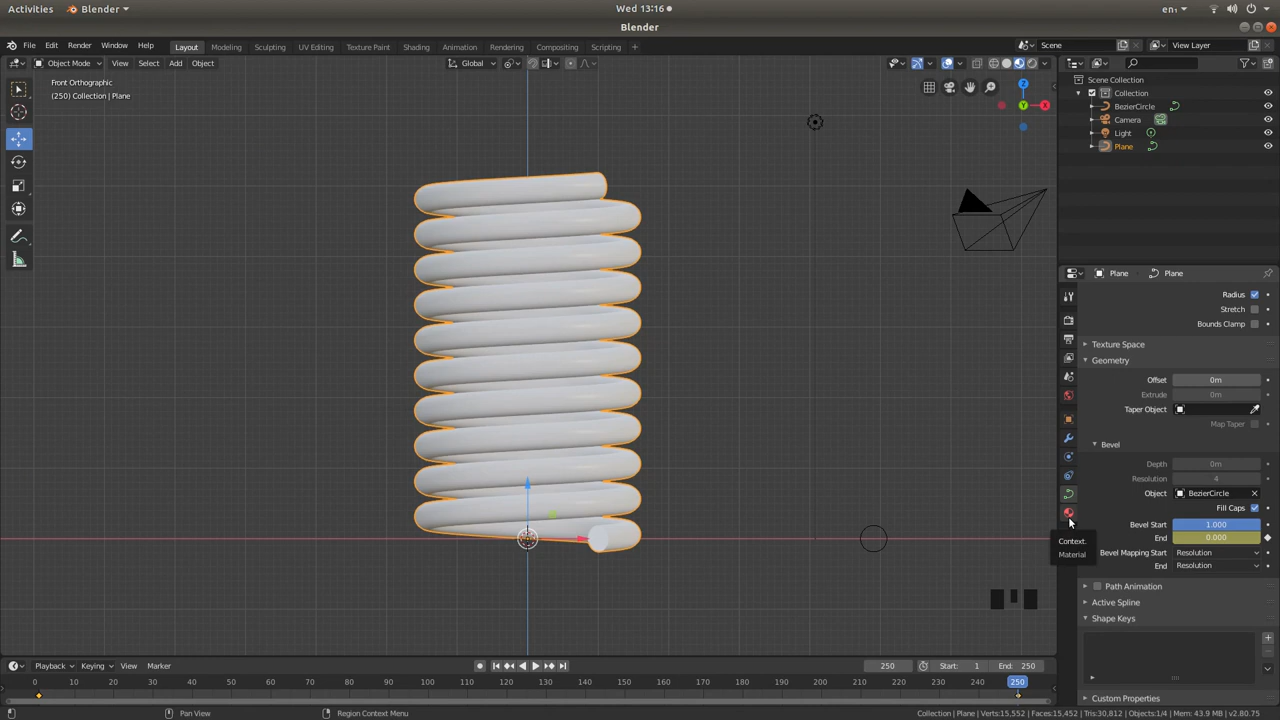 Activities Blender Wed 13:16 en₁
Blender
File Edit Render Window Help Layout Modeling Sculpting UV Editing Texture Paint Shading Animation Rendering Compositing Scripting + Scene View Layer
Object Mode View Select Add Object Global
Front Orthographic
(250) Collection | Plane
Z
Y
X
Scene Collection
Collection
BezierCircle
Camera
Light
Plane
Plane Plane
Radius
Stretch
Bounds Clamp
Texture Space
Geometry
Offset 0m
Extrude 0m
Taper Object
Map Taper
Bevel
Depth 0m
Resolution 4
Object BezierCircle
Fill Caps
Bevel Start 1.000
End 0.000
Bevel Mapping Start Resolution
End Resolution
Context.
Material
Path Animation
Active Spline
Shape Keys
Custom Properties
Playback Keying View Marker 250 Start: 1 End: 250
0 10 20 30 40 50 60 70 80 90 100 110 120 130 140 150 160 170 180 190 200 210 220 230 240 250
Pan View Region Context Menu Collection | Plane | Verts:15,552 | Faces:15,452 | Tris:30,812 | Objects:1/4 | Mem: 43.9 MB | v2.80.75